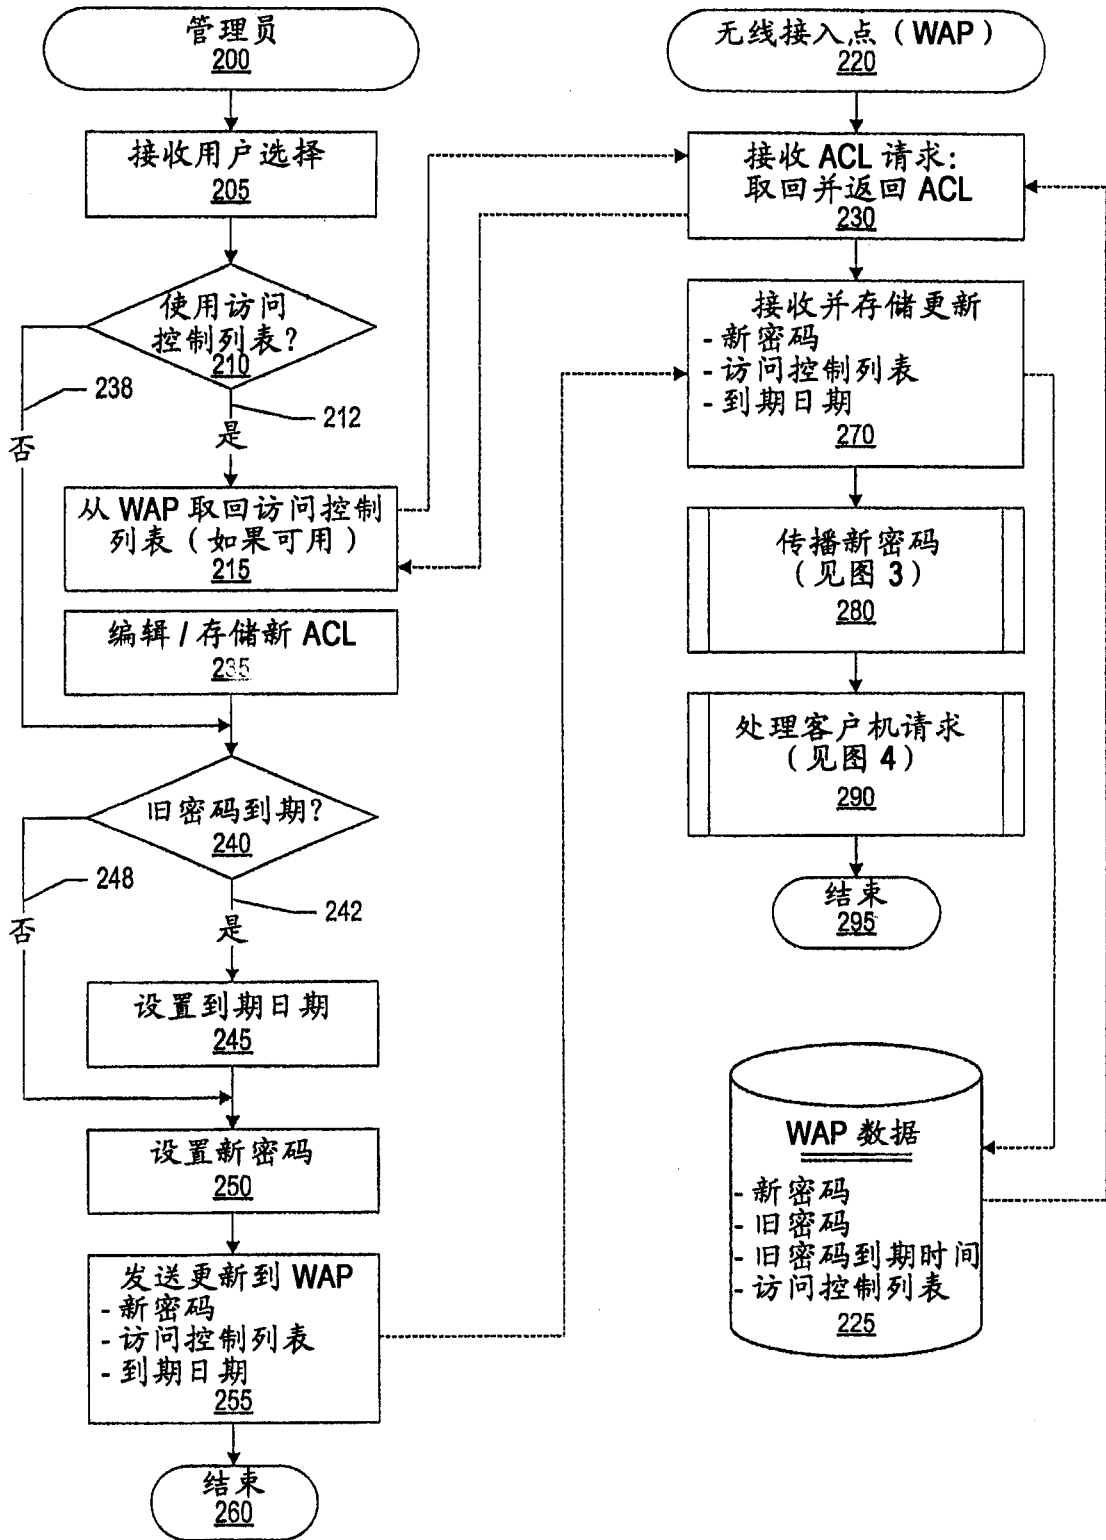 管理员
200
接收用户选择
205
使用访问
控制列表?
210
238
否
212
是
从 WAP 取回访问控制
列表（如果可用）
215
编辑 / 存储新 ACL
235
旧密码到期?
240
248
否
242
是
设置到期日期
245
设置新密码
250
发送更新到 WAP
- 新密码
- 访问控制列表
- 到期日期
255
结束
260
无线接入点（WAP）
220
接收 ACL 请求:
取回并返回 ACL
230
接收并存储更新
- 新密码
- 访问控制列表
- 到期日期
270
传播新密码
（见图 3）
280
处理客户机请求
（见图 4）
290
结束
295
WAP 数据
- 新密码
- 旧密码
- 旧密码到期时间
- 访问控制列表
225